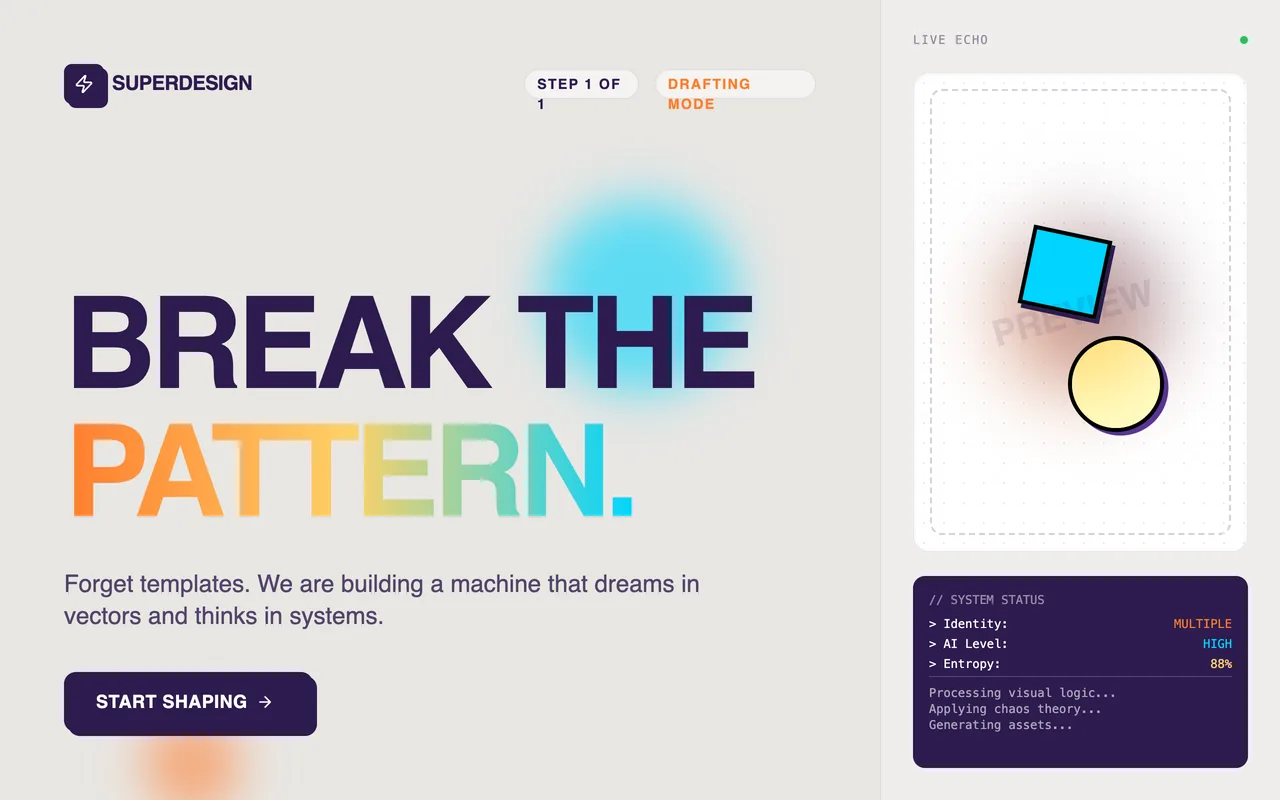 SUPERDESIGN
STEP 1 OF
1
DRAFTING
MODE
BREAK THE
PATTERN.
Forget templates. We are building a machine that dreams in
vectors and thinks in systems.
START SHAPING →
LIVE ECHO
PREVIEW
// SYSTEM STATUS
> Identity: MULTIPLE
> AI Level: HIGH
> Entropy: 88%
Processing visual logic...
Applying chaos theory...
Generating assets...